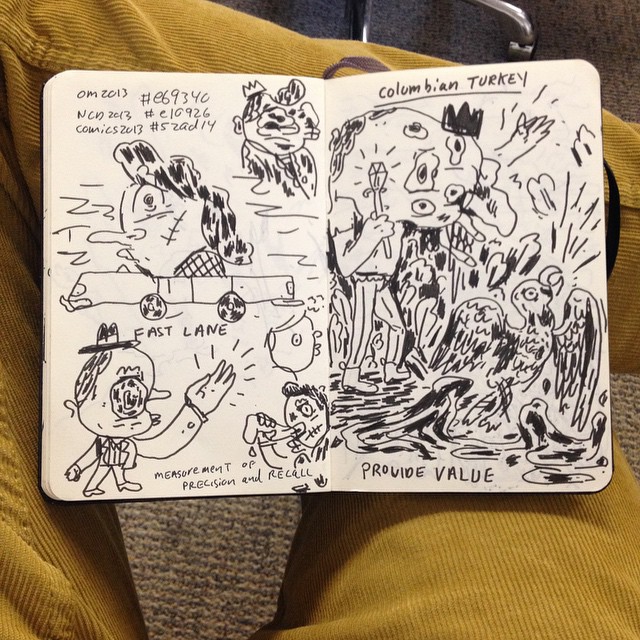 om2013 #e69340
NCD2013 #e10926
comics2013 #52ad14
FAST LANE
MEASUREMENT OF
PRECISION and RECALL
columbian TURKEY
PROVIDE VALUE